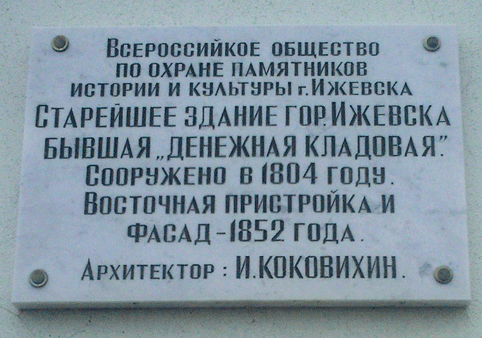 Всероссийкое общество
по охране памятников
истории и культуры г. Ижевска
Старейшее здание гор. Ижевска
бывшая „Денежная кладовая".
Сооружено в 1804 году.
Восточная пристройка и
фасад – 1852 года.
Архитектор : И. Коковихин.